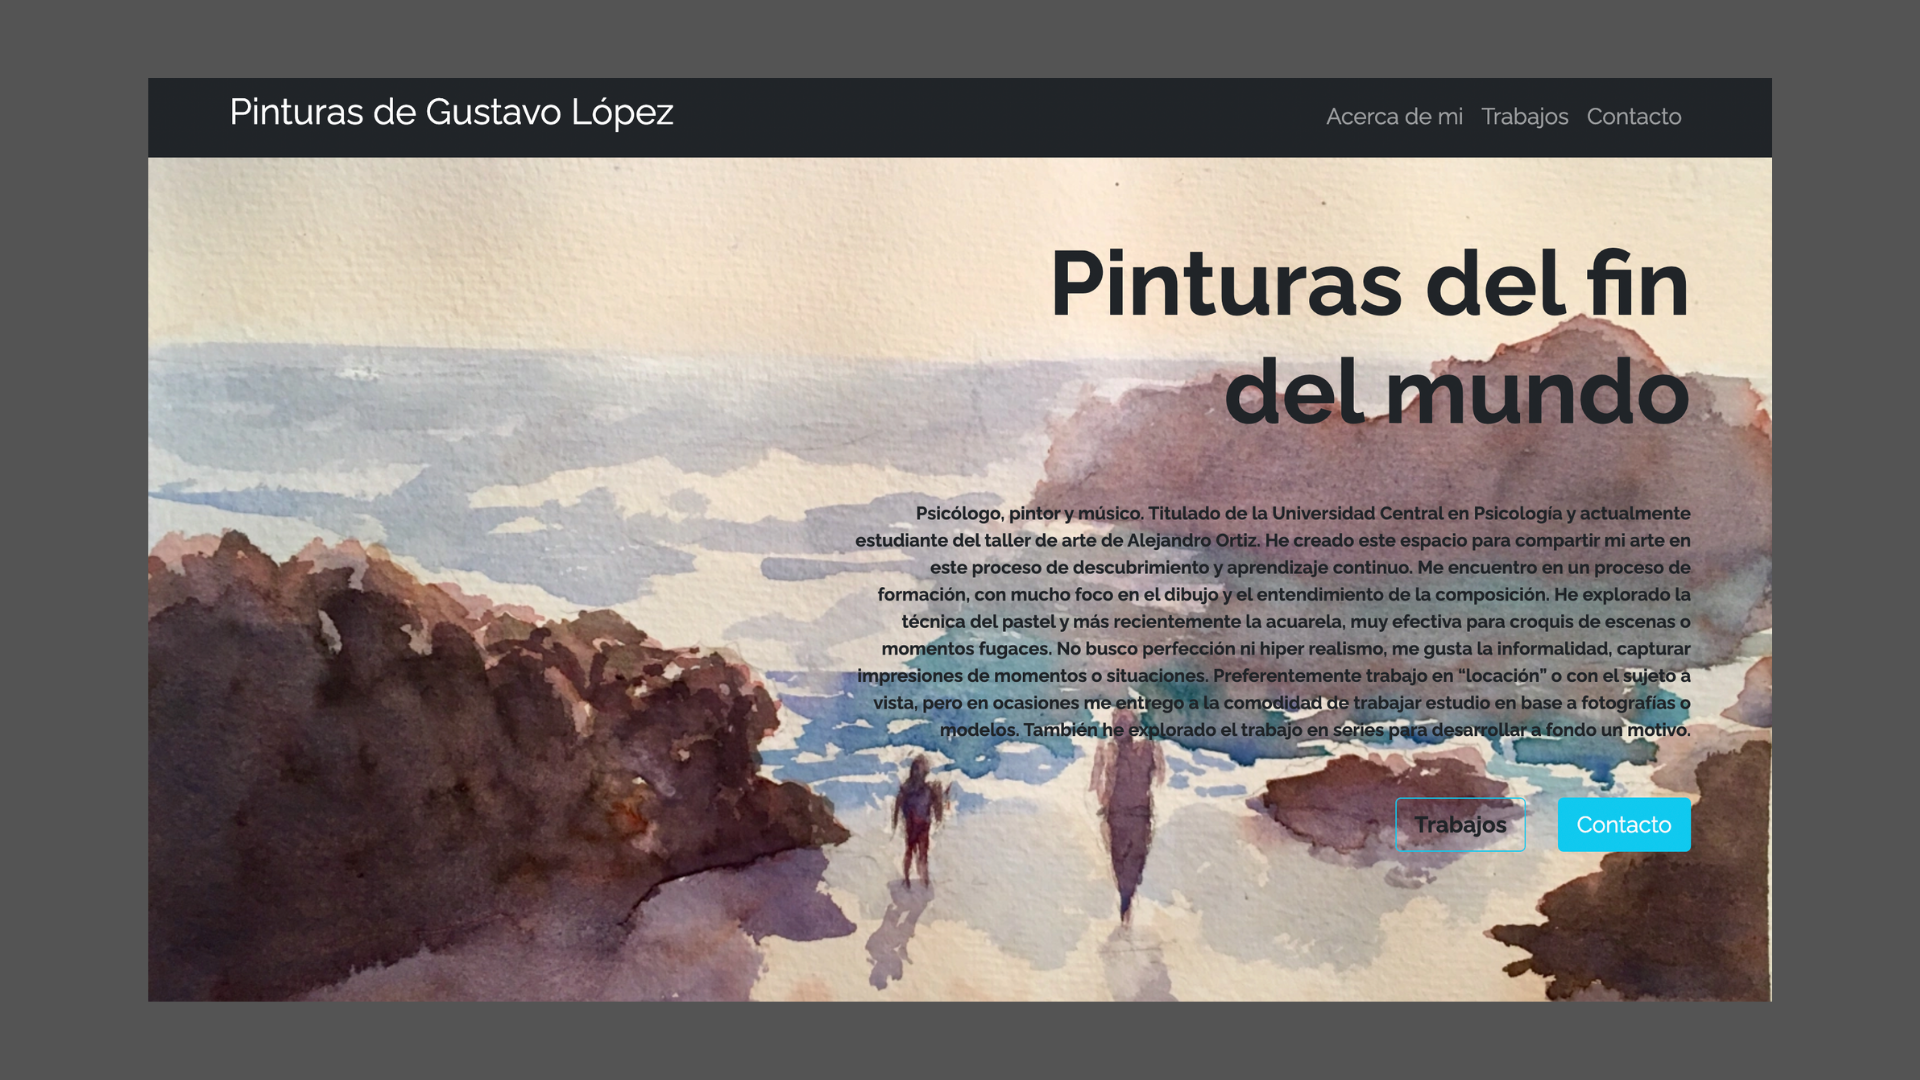 Pinturas de Gustavo López
Acerca de mi Trabajos Contacto
Pinturas del fin
del mundo
Psicólogo, pintor y músico. Titulado de la Universidad Central en Psicología y actualmente
estudiante del taller de arte de Alejandro Ortiz. He creado este espacio para compartir mi arte en
este proceso de descubrimiento y aprendizaje continuo. Me encuentro en un proceso de
formación, con mucho foco en el dibujo y el entendimiento de la composición. He explorado la
técnica del pastel y más recientemente la acuarela, muy efectiva para croquis de escenas o
momentos fugaces. No busco perfección ni hiper realismo, me gusta la informalidad, capturar
impresiones de momentos o situaciones. Preferentemente trabajo en “locación” o con el sujeto a
vista, pero en ocasiones me entrego a la comodidad de trabajar estudio en base a fotografías o
modelos. También he explorado el trabajo en series para desarrollar a fondo un motivo.
Trabajos Contacto